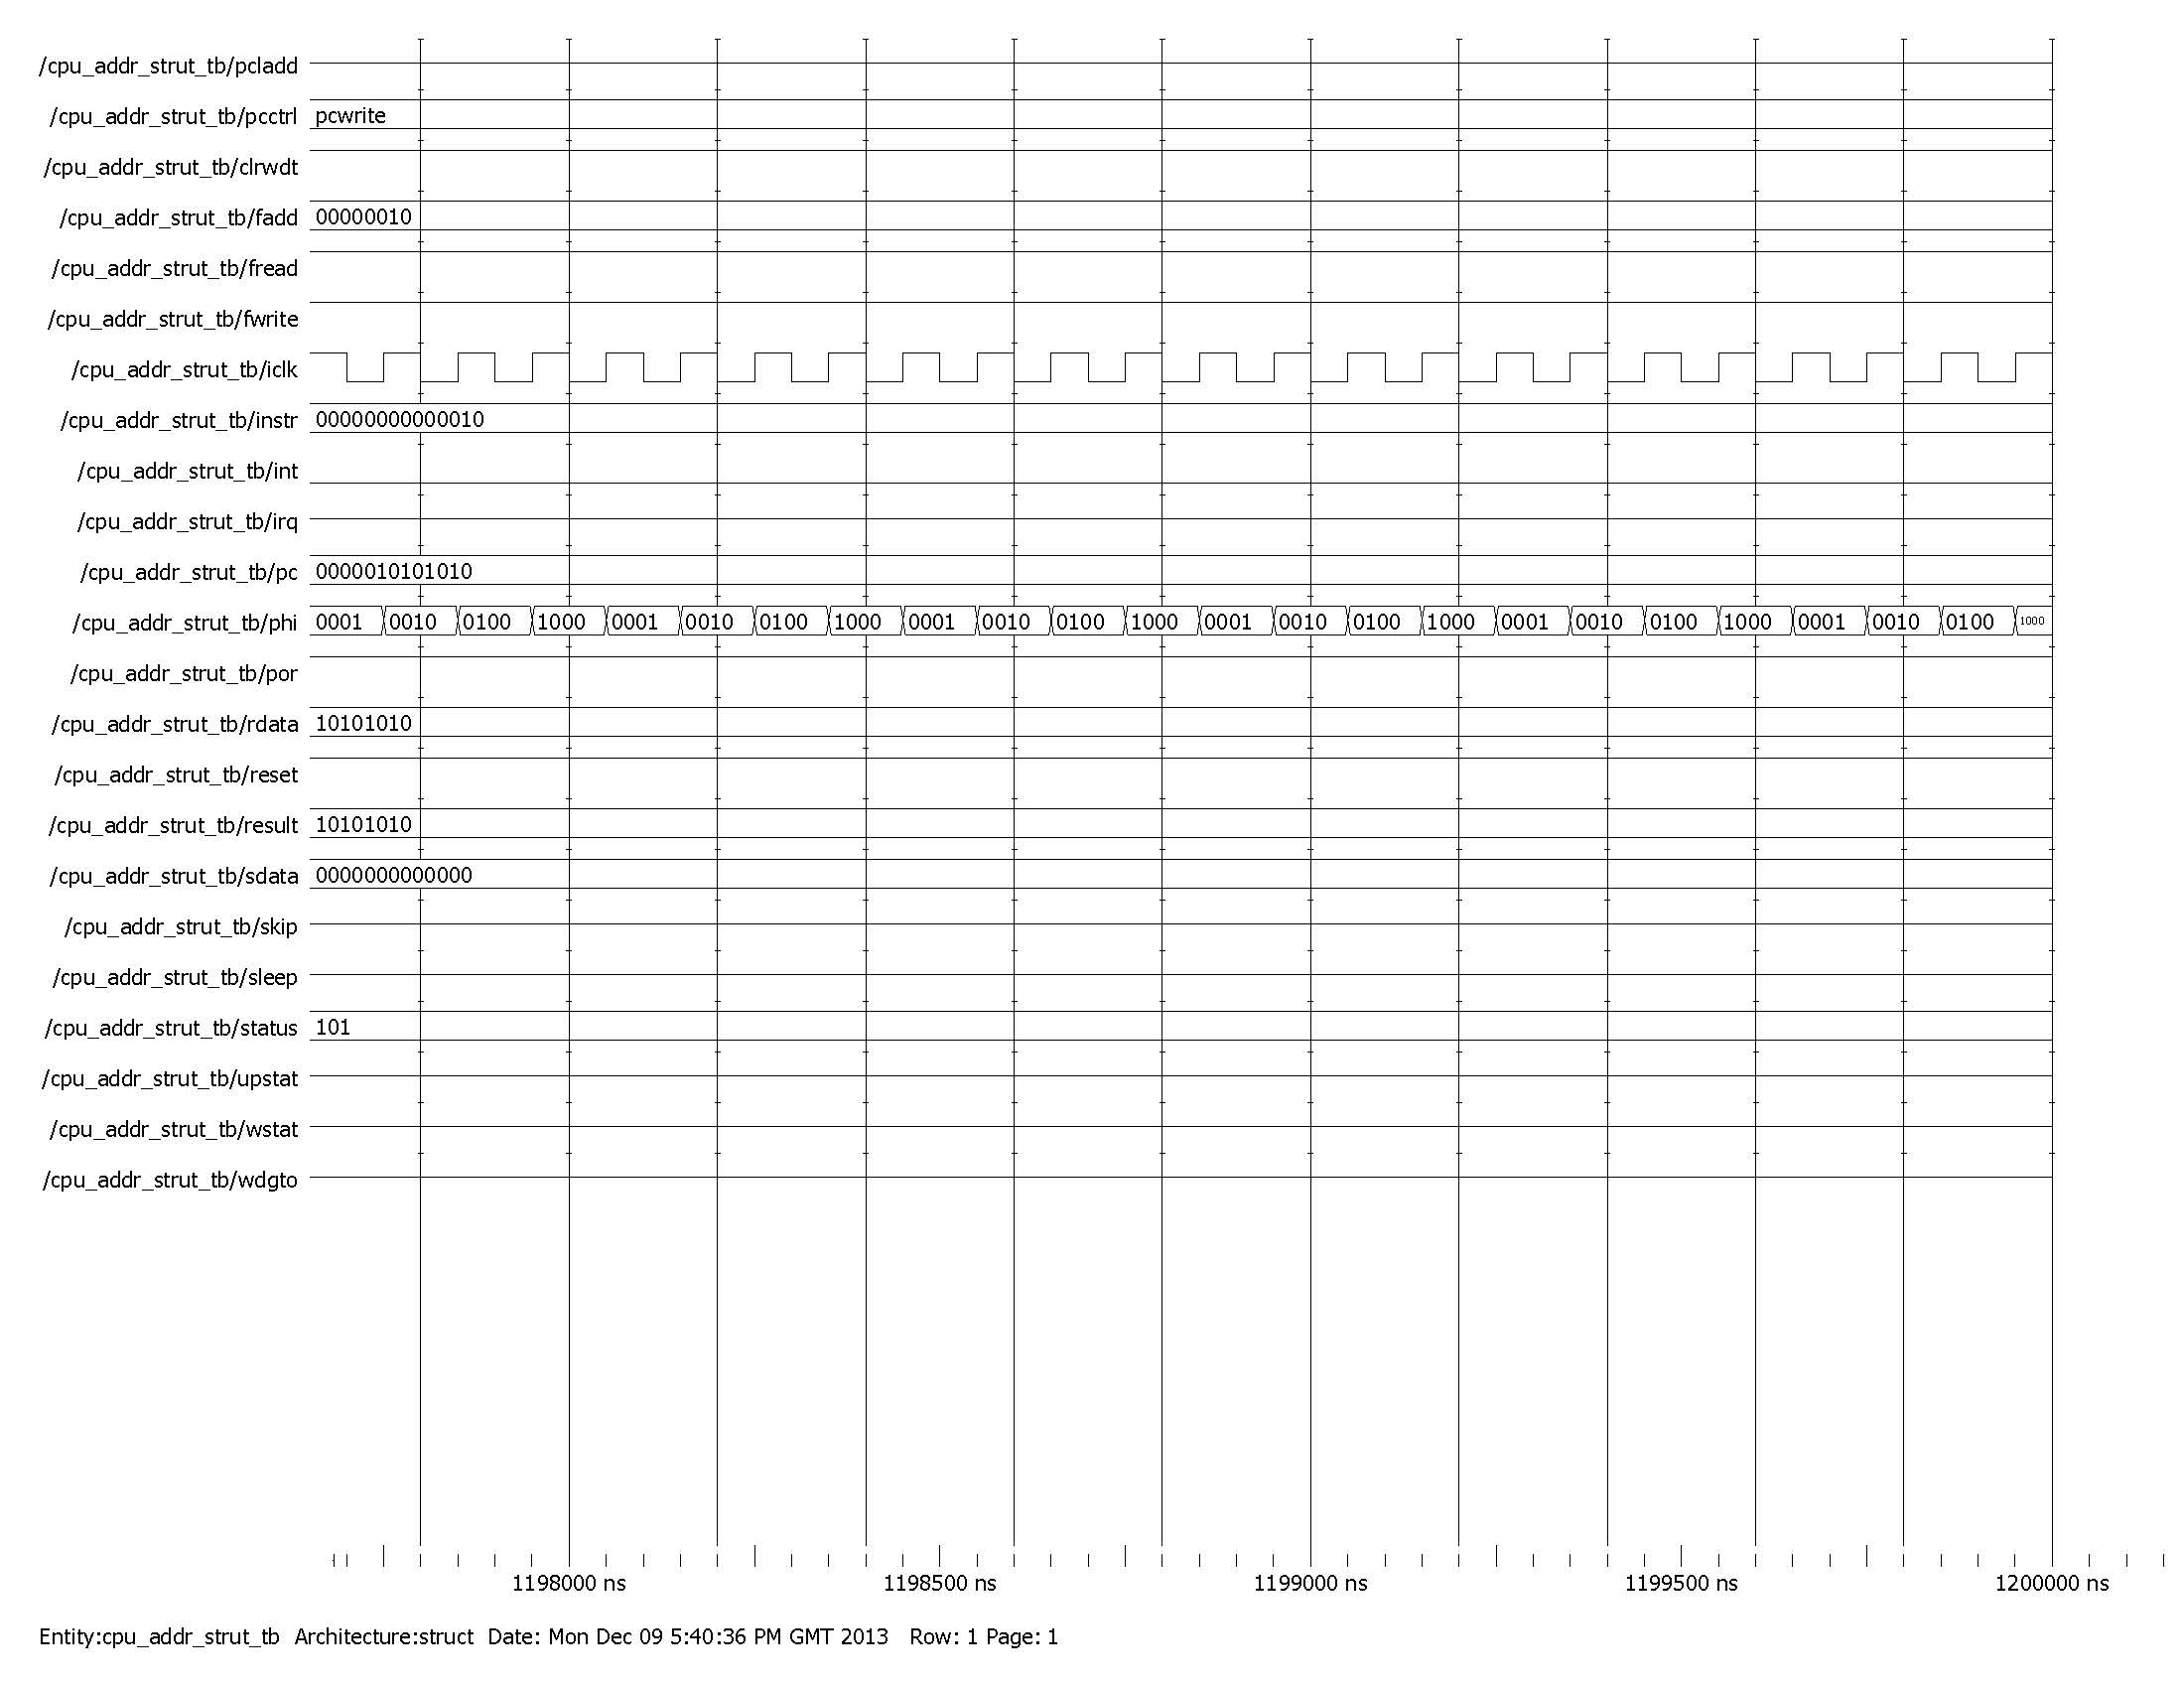 /cpu_addr_strut_tb/pcladd
/cpu_addr_strut_tb/pcctrl pcwrite
/cpu_addr_strut_tb/clrwdt
/cpu_addr_strut_tb/fadd 00000010
/cpu_addr_strut_tb/fread
/cpu_addr_strut_tb/fwrite
/cpu_addr_strut_tb/iclk
/cpu_addr_strut_tb/instr 00000000000010
/cpu_addr_strut_tb/int
/cpu_addr_strut_tb/irq
/cpu_addr_strut_tb/pc 0000010101010
/cpu_addr_strut_tb/phi 0001 0010 0100 1000 0001 0010 0100 1000 0001 0010 0100 1000 0001 0010 0100 1000 0001 0010 0100 1000 0001 0010 0100 1000
/cpu_addr_strut_tb/por
/cpu_addr_strut_tb/rdata 10101010
/cpu_addr_strut_tb/reset
/cpu_addr_strut_tb/result 10101010
/cpu_addr_strut_tb/sdata 0000000000000
/cpu_addr_strut_tb/skip
/cpu_addr_strut_tb/sleep
/cpu_addr_strut_tb/status 101
/cpu_addr_strut_tb/upstat
/cpu_addr_strut_tb/wstat
/cpu_addr_strut_tb/wdgto
1198000 ns 1198500 ns 1199000 ns 1199500 ns 1200000 ns
Entity:cpu_addr_strut_tb Architecture:struct Date: Mon Dec 09 5:40:36 PM GMT 2013 Row: 1 Page: 1